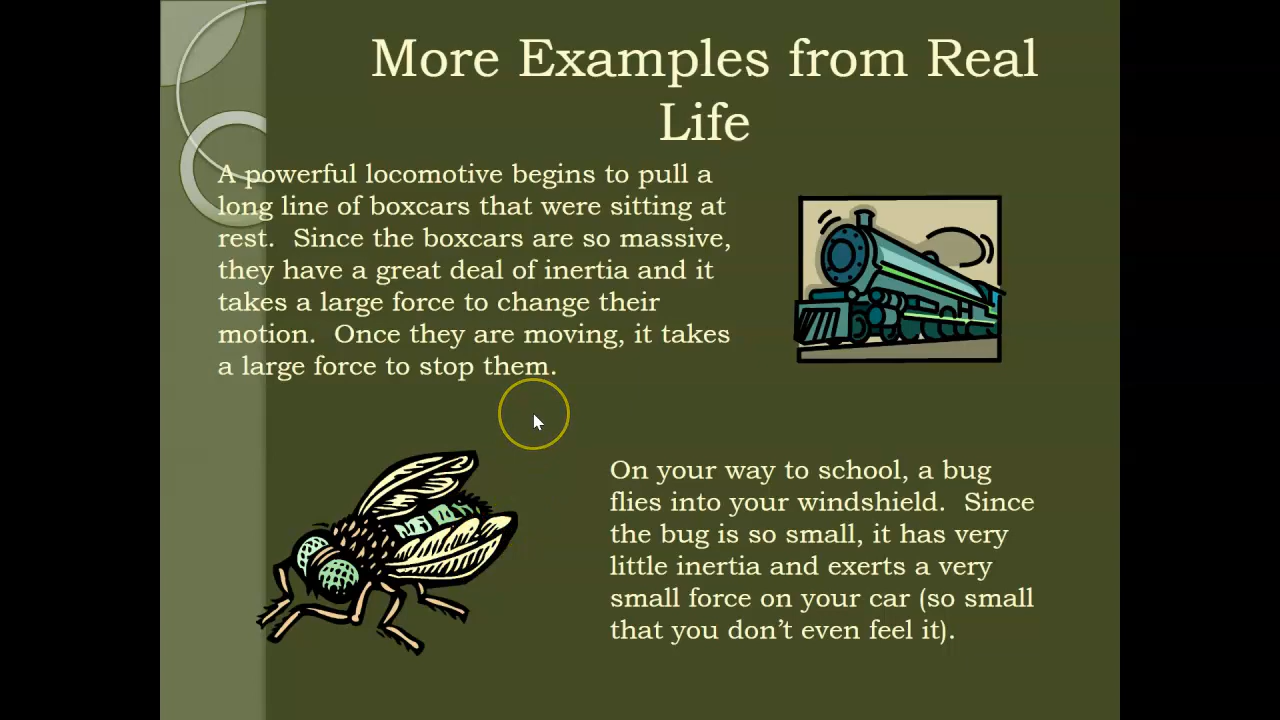 More Examples from Real
Life
A powerful locomotive begins to pull a
long line of boxcars that were sitting at
rest.  Since the boxcars are so massive,
they have a great deal of inertia and it
takes a large force to change their
motion.  Once they are moving, it takes
a large force to stop them.
On your way to school, a bug
flies into your windshield.  Since
the bug is so small, it has very
little inertia and exerts a very
small force on your car (so small
that you don’t even feel it).